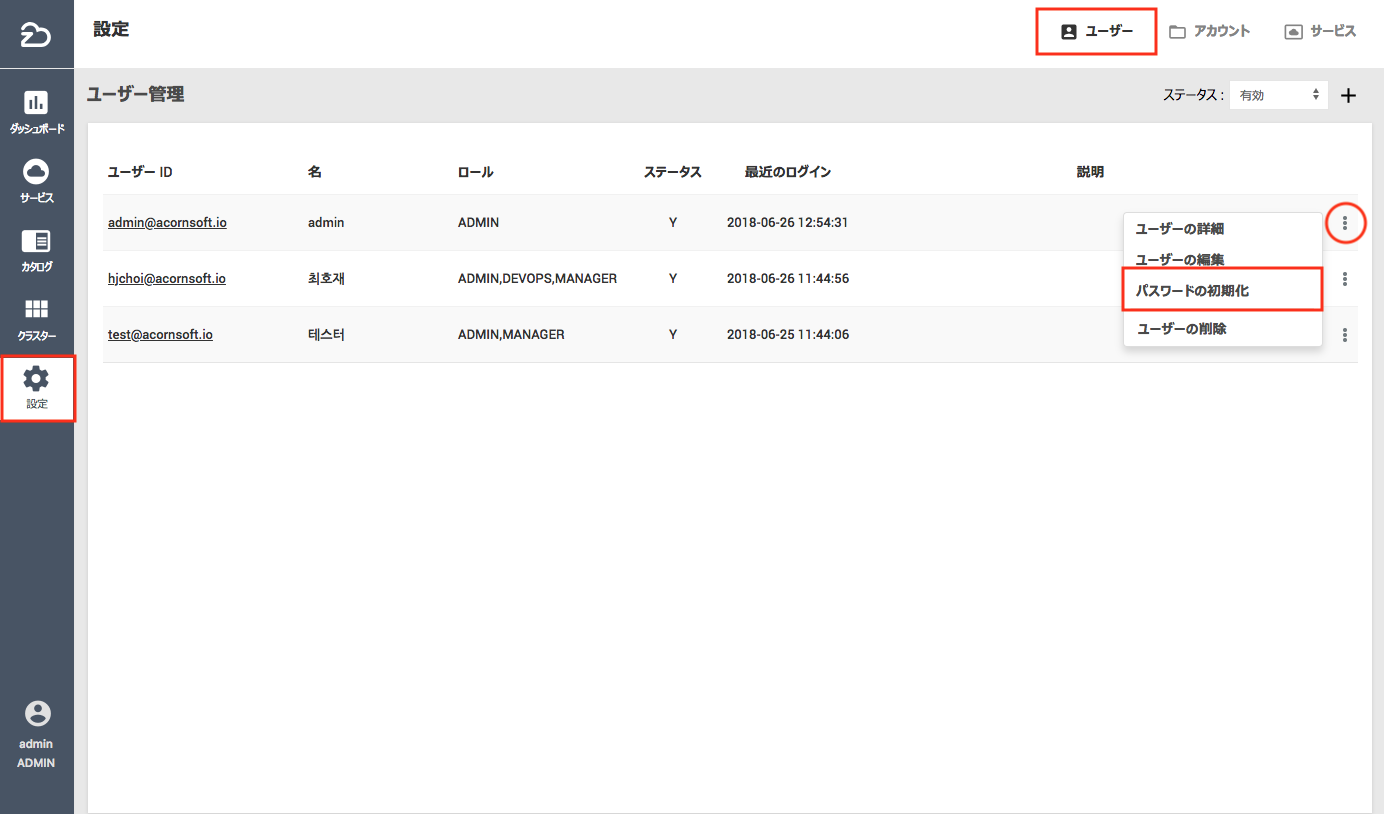 設定
ユーザー
アカウント
サービス
ユーザー管理
ステータス :
有効
ダッシュボード
サービス
カタログ
クラスター
設定
admin
ADMIN
ユーザー ID 名 ロール ステータス 最近のログイン 説明
admin@acornsoft.io admin ADMIN Y 2018-06-26 12:54:31
hjchoi@acornsoft.io 최호재 ADMIN,DEVOPS,MANAGER Y 2018-06-26 11:44:56
test@acornsoft.io 테스터 ADMIN,MANAGER Y 2018-06-25 11:44:06
ユーザーの詳細
ユーザーの編集
パスワードの初期化
ユーザーの削除